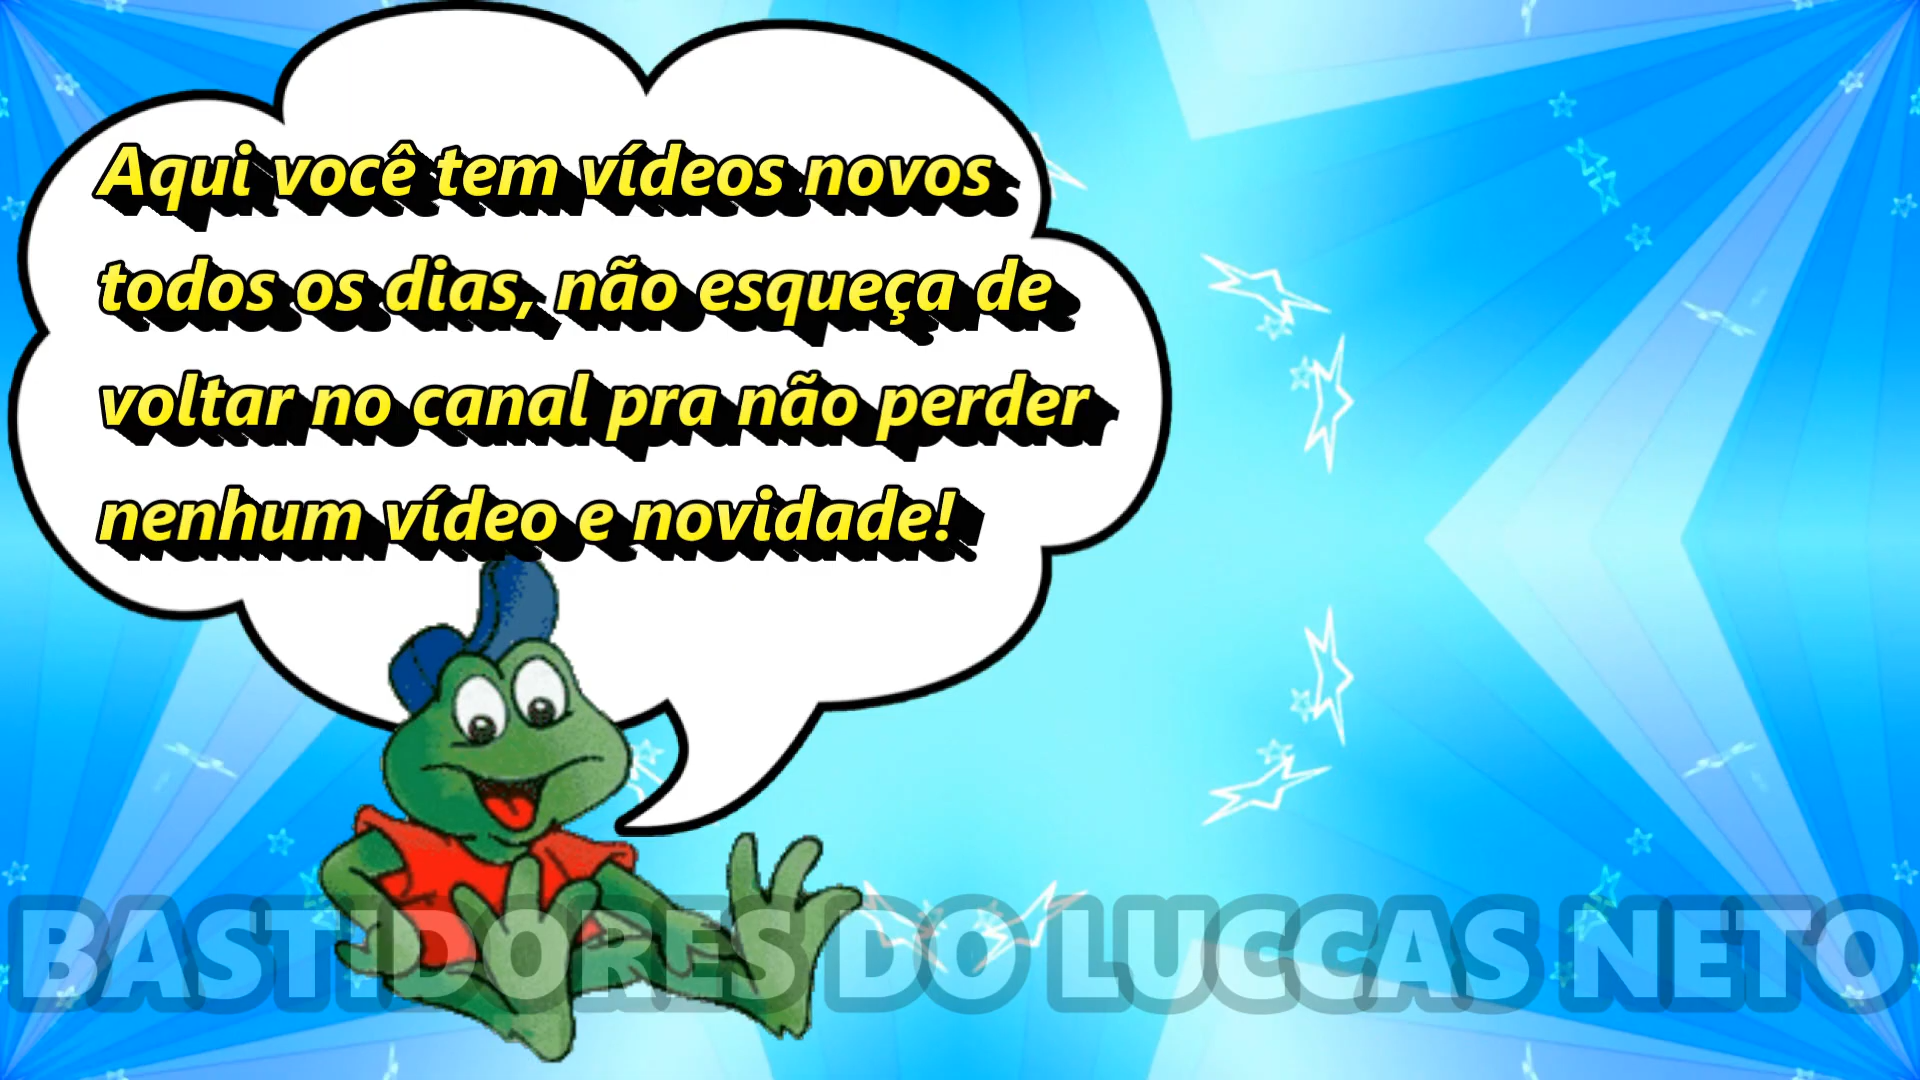 Aqui você tem vídeos novos
todos os dias, não esqueça de
voltar no canal pra não perder
nenhum vídeo e novidade!
BASTIDORES DO LUCCAS NETO